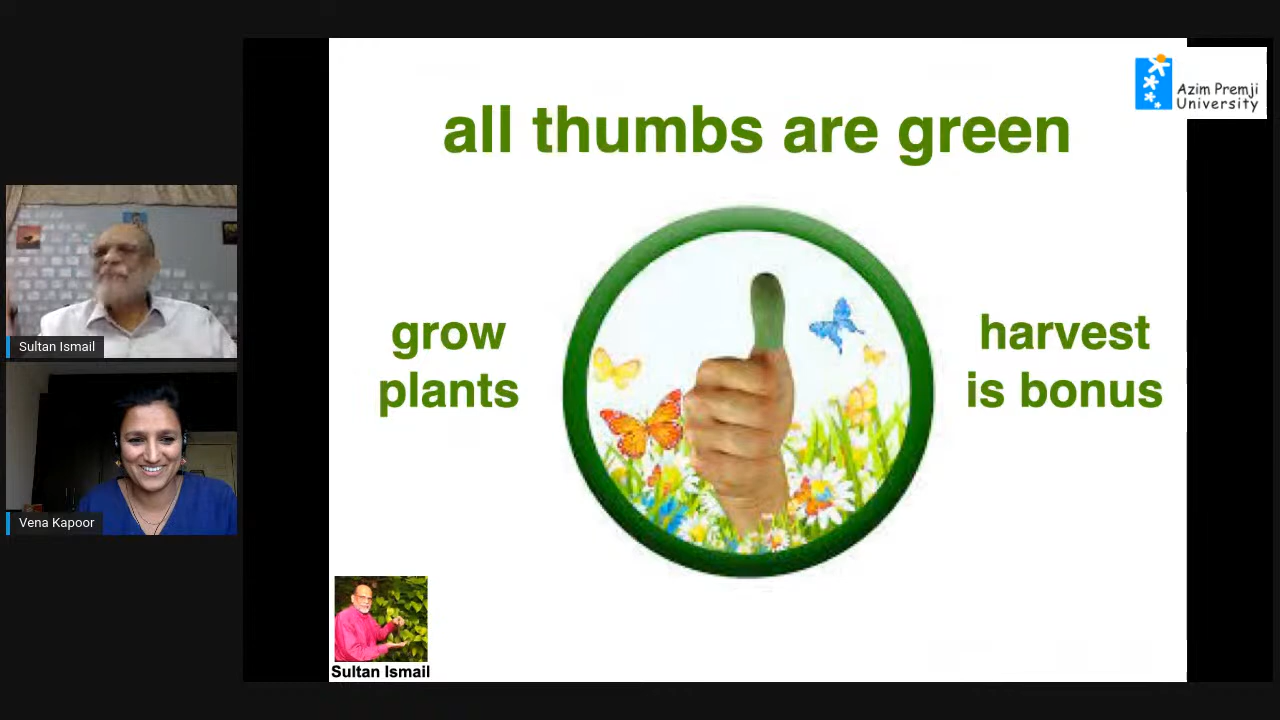 Azim Premji
University
all thumbs are green
grow
plants
harvest
is bonus
Sultan Ismail
Vena Kapoor
Sultan Ismail